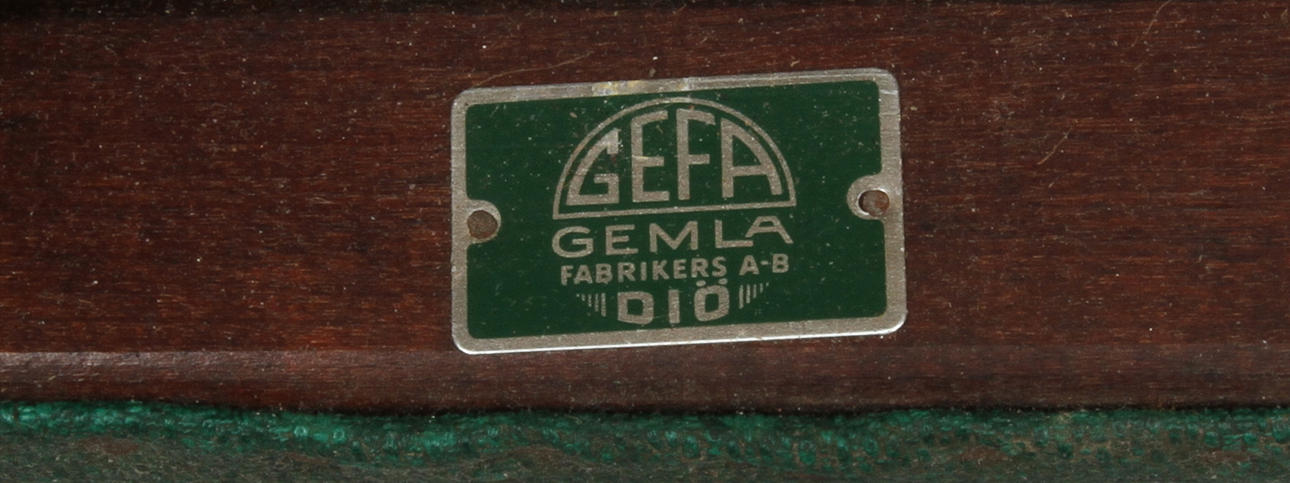 GEFA
GEMLA
FABRIKERS A-B
DIÖ